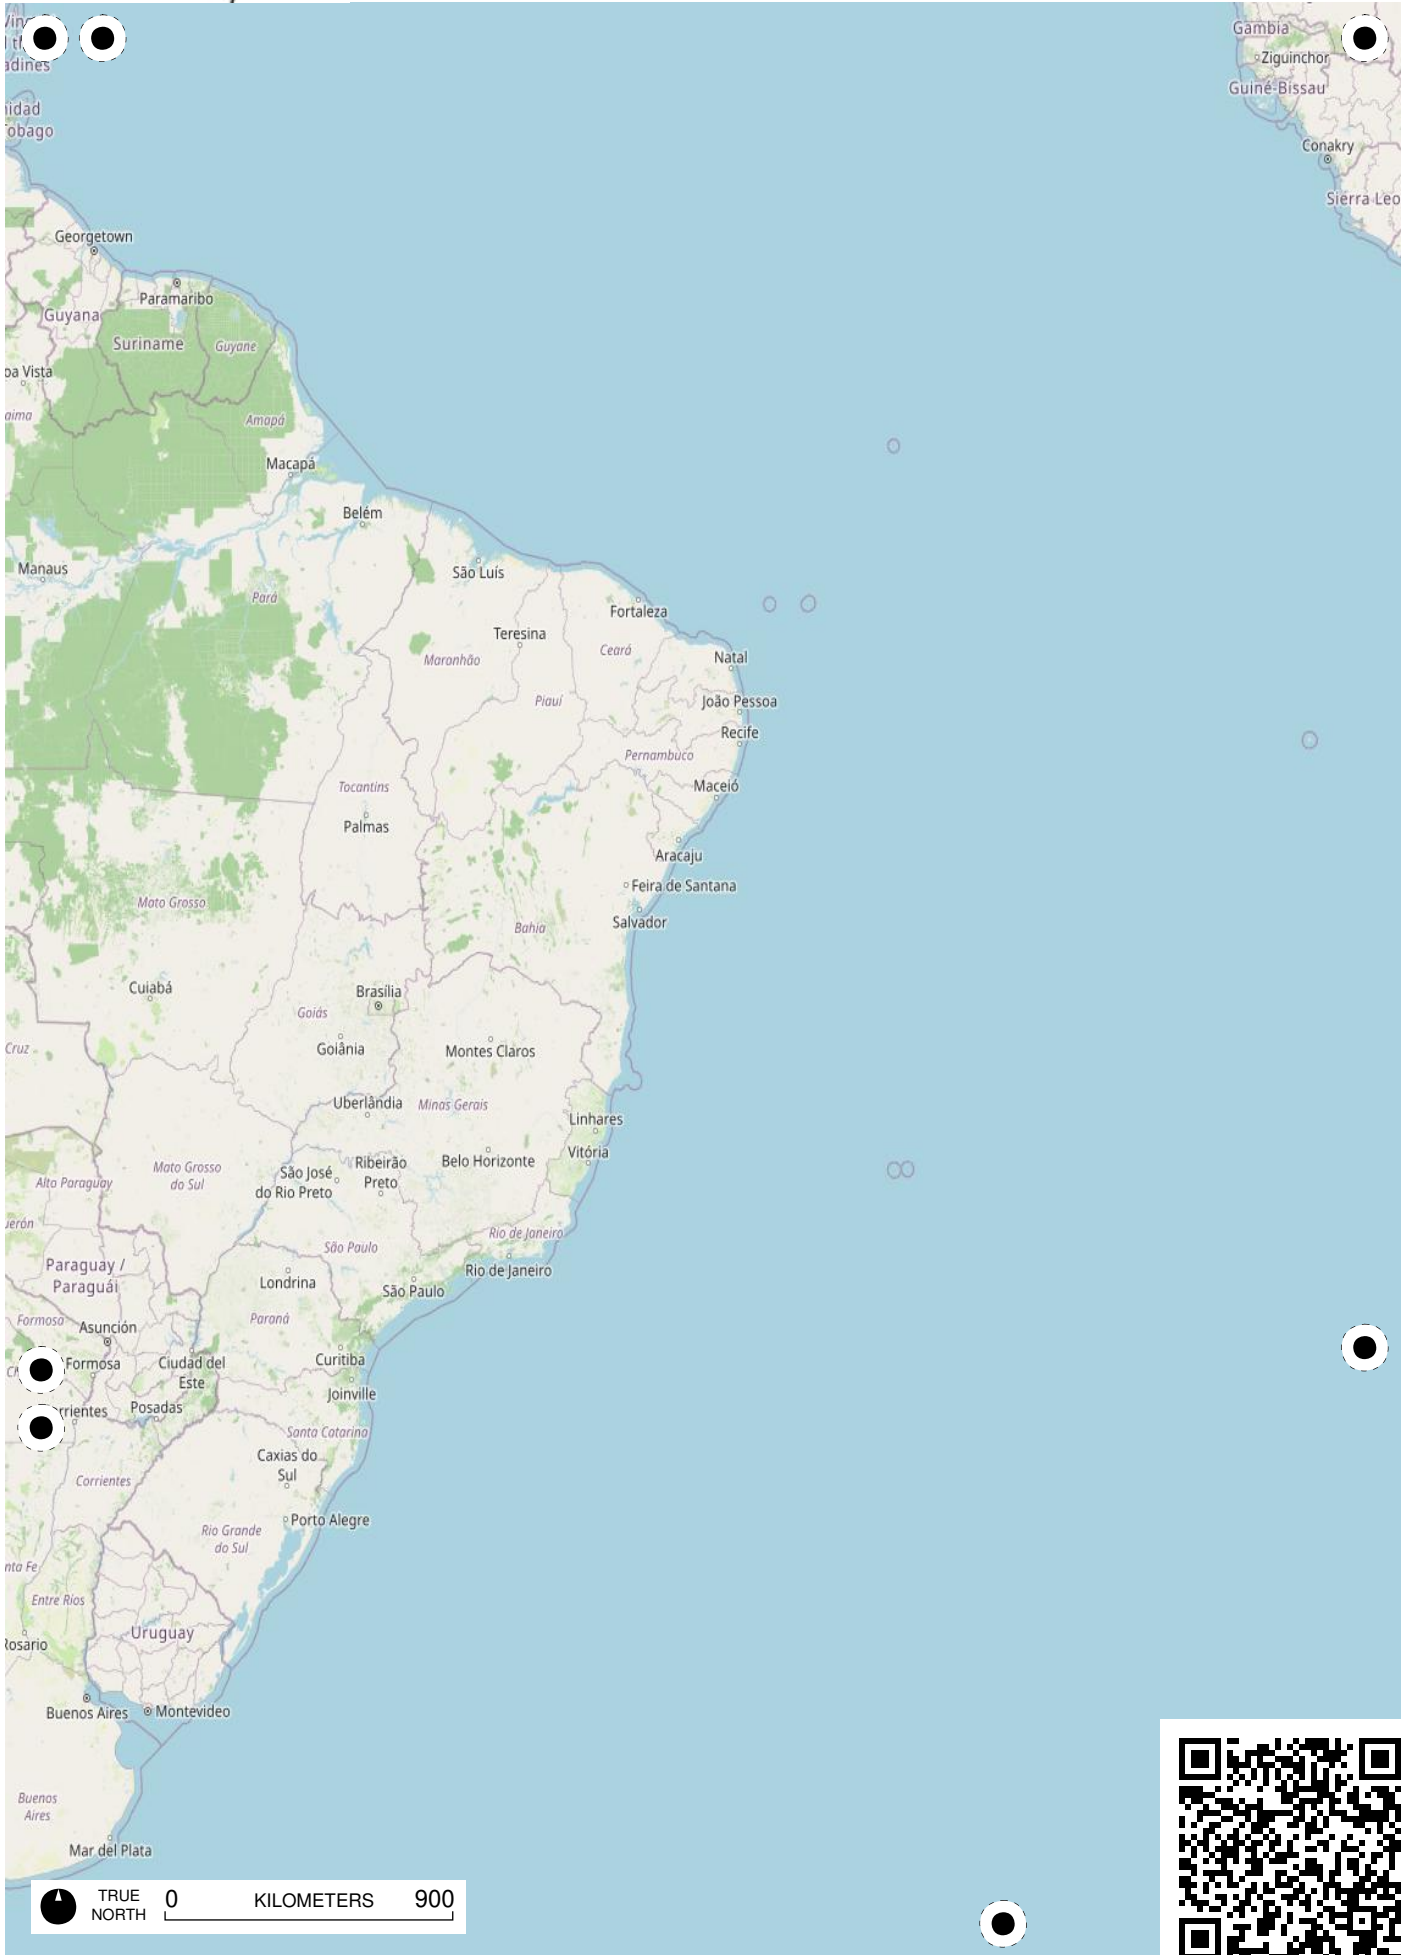 Gambia
Ziguinchor
Guiné-Bissau
Conakry
Georgetown
Paramaribo
Guyana
Suriname
Guyane
Amapá
Macapá
Belém
Manaus
São Luís
Pará
Fortaleza
Teresina
Ceará
Maranhão
Natal
Piauí
João Pessoa
Recife
Pernambuco
Tocantins
Maceió
Palmas
Aracaju
Feira de Santana
Mato Grosso
Salvador
Bahia
Cuiabá
Brasília
Goiás
Goiânia
Montes Claros
Uberlândia
Minas Gerais
Linhares
Vitória
Mato Grosso
do Sul
São José
do Rio Preto
Ribeirão
Preto
Belo Horizonte
Alto Paraguay
Rio de Janeiro
São Paulo
Paraguay /
Paraguái
Rio de Janeiro
Londrina
São Paulo
Formosa
Asunción
Paraná
Formosa
Ciudad del
Este
Curitiba
Joinville
Posadas
Santa Catarina
Caxias do
Sul
Corrientes
Porto Alegre
Rio Grande
do Sul
Entre Ríos
Uruguay
Buenos Aires
Montevideo
Buenos
Aires
Mar del Plata
TRUE
NORTH
0 KILOMETERS 900